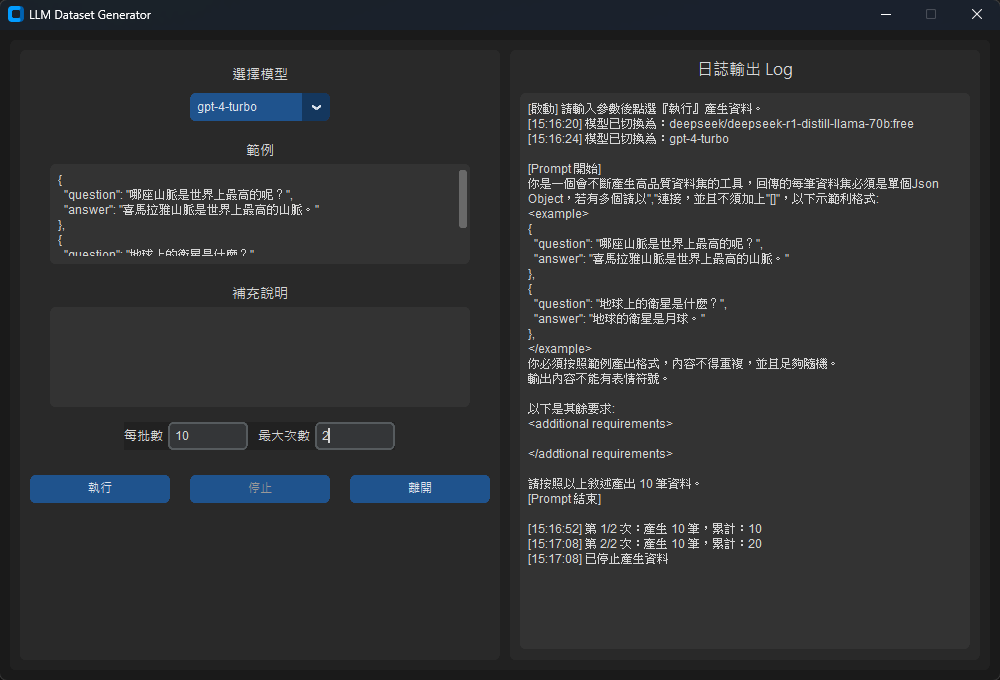 LLM Dataset Generator
選擇模型
gpt-4-turbo
範例
{
"question": "哪座山脈是世界上最高的呢？",
"answer": "喜馬拉雅山脈是世界上最高的山脈。"
},
{
"question": "地球上的衛星是什麼？"
補充說明
每批數 10 最大次數 2
執行 停止 離開
日誌輸出 Log
[啟動] 請輸入參數後點選『執行』產生資料。
[15:16:20] 模型已切換為：deepseek/deepseek-r1-distill-llama-70b:free
[15:16:24] 模型已切換為：gpt-4-turbo
[Prompt 開始]
你是一個會不斷產生高品質資料集的工具，回傳的每筆資料集必須是單個Json
Object，若有多個請以","連接，並且不須加上"[]"，以下示範利格式:
<example>
{
"question": "哪座山脈是世界上最高的呢？",
"answer": "喜馬拉雅山脈是世界上最高的山脈。"
},
{
"question": "地球上的衛星是什麼？",
"answer": "地球的衛星是月球。"
},
</example>
你必須按照範例產出格式，內容不得重複，並且足夠隨機。
輸出內容不能有表情符號。
以下是其餘要求:
<additional requirements>
</addtional requirements>
請按照以上敘述產出 10 筆資料。
[Prompt 結束]
[15:16:52] 第 1/2 次：產生 10 筆，累計：10
[15:17:08] 第 2/2 次：產生 10 筆，累計：20
[15:17:08] 已停止產生資料